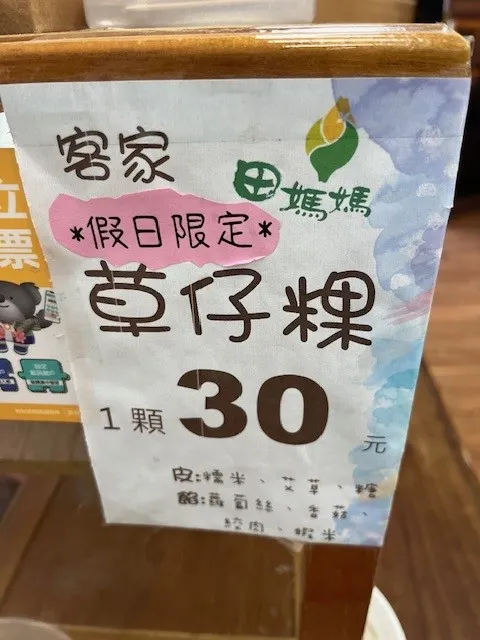 客家
田媽媽
*假日限定*
草仔粿
1顆 30 元
皮:糯米、艾草、糖
餡:蘿蔔絲、香菇、
絞肉、蝦米
票